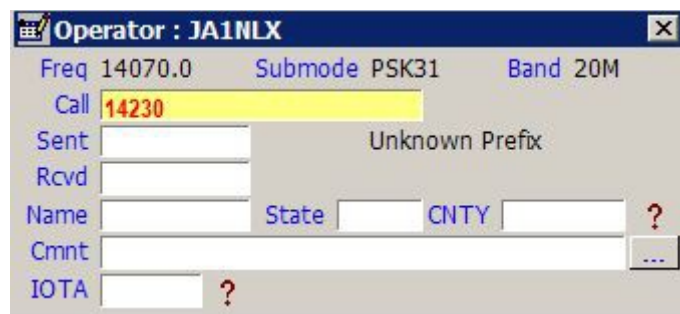 Operator : JA1NLX
Freq 14070.0 Submode PSK31 Band 20M
Call 14230
Sent Unknown Prefix
Rcvd
Name State CNTY ?
Cmnt ...
IOTA ?